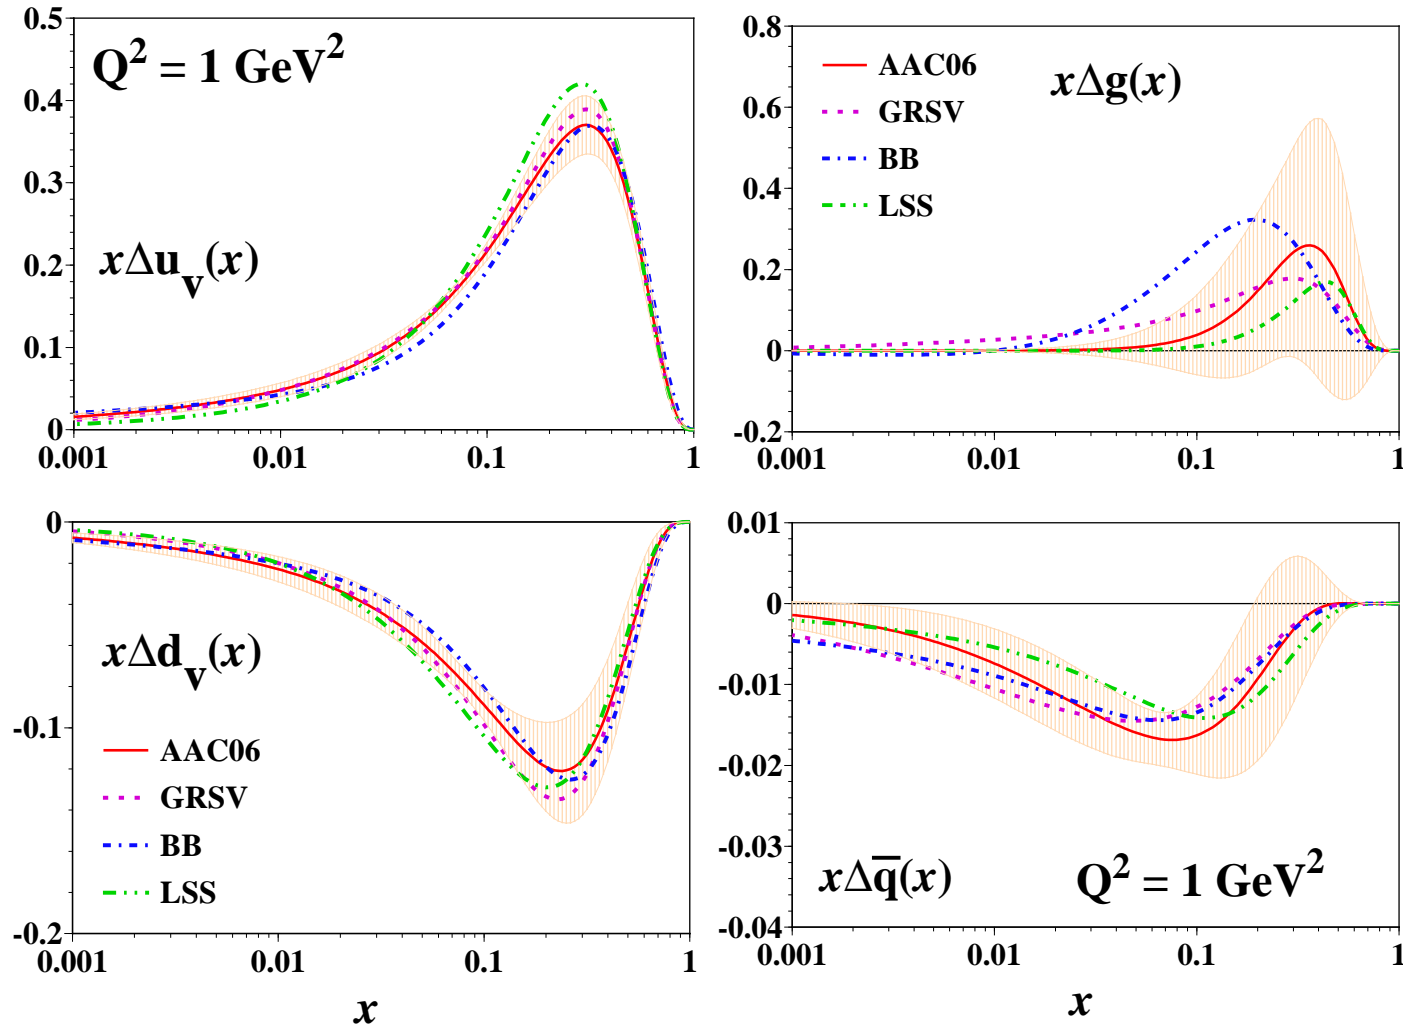 Q² = 1 GeV²
xΔu_v(x)
0.5
0.4
0.3
0.2
0.1
0
0.001 0.01 0.1 1
AAC06
GRSV
BB
LSS
xΔg(x)
0.8
0.6
0.4
0.2
0
-0.2
0.001 0.01 0.1 1
0
-0.1
-0.2
xΔd_v(x)
AAC06
GRSV
BB
LSS
0.001 0.01 0.1 1
x
0.01
0
-0.01
-0.02
-0.03
-0.04
xΔq̅(x)
Q² = 1 GeV²
0.001 0.01 0.1 1
x